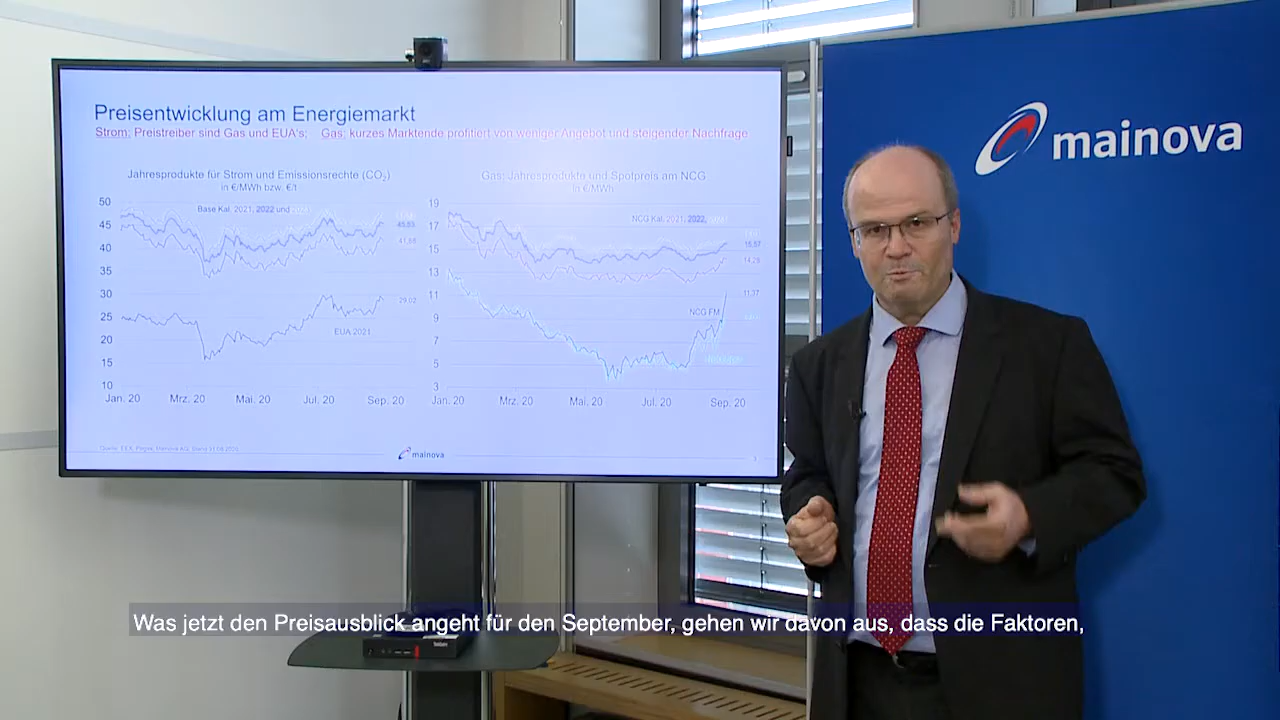 Preisentwicklung am Energiemarkt
Strom: Preistreiber sind Gas und EUA's; Gas: kurzes Marktende profitiert von weniger Angebot und steigender Nachfrage
Jahresprodukte für Strom und Emissionsrechte (CO2)
in €/MWh bzw. €/t
50
45
40
35
30
25
20
15
10
Base Kal. 2021, 2022 und
45,85
41,98
29,02
EUA 2021
Jan. 20 Mrz. 20 Mai. 20 Jul. 20 Sep. 20
Gas: Jahresprodukte und Spotpreis am NCG
in €/MWh
19
17
15
13
11
9
7
5
3
NCG Kal. 2021, 2022,
15,57
14,29
11,37
NCG FM
Jan. 20 Mrz. 20 Mai. 20 Jul. 20 Sep. 20
mainova
3
mainova
Was jetzt den Preisausblick angeht für den September, gehen wir davon aus, dass die Faktoren,